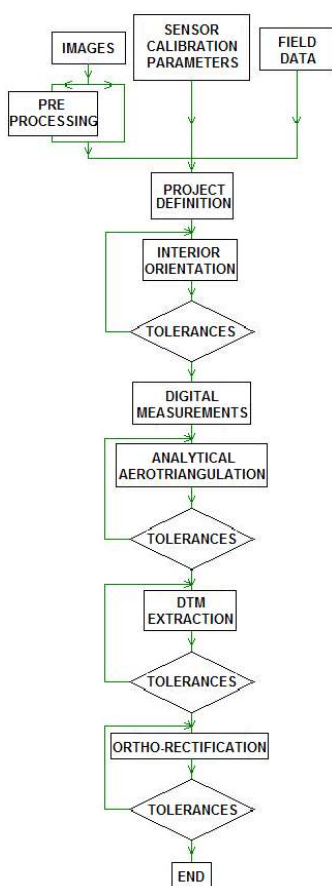 IMAGES
SENSOR
CALIBRATION
PARAMETERS
FIELD
DATA
PRE
PROCESSING
PROJECT
DEFINITION
INTERIOR
ORIENTATION
TOLERANCES
DIGITAL
MEASUREMENTS
ANALYTICAL
AEROTRIANGULATION
TOLERANCES
DTM
EXTRACTION
TOLERANCES
ORTHO-RECTIFICATION
TOLERANCES
END